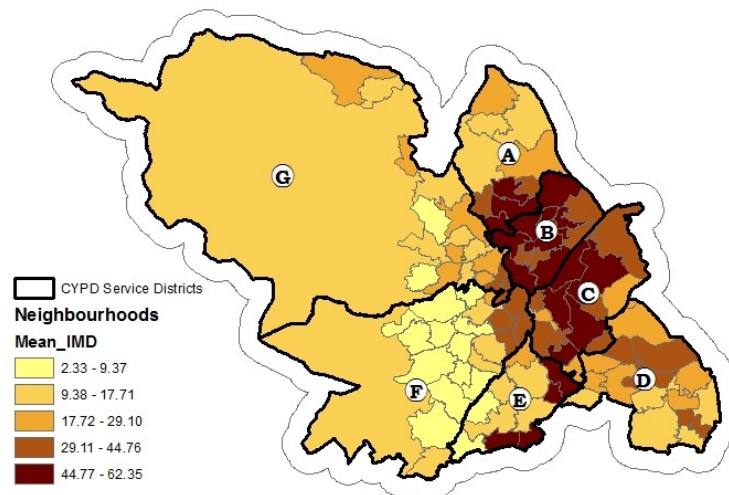 A
G
B
C
D
E
F
CYPD Service Districts
Neighbourhoods
Mean_IMD
2.33 - 9.37
9.38 - 17.71
17.72 - 29.10
29.11 - 44.76
44.77 - 62.35